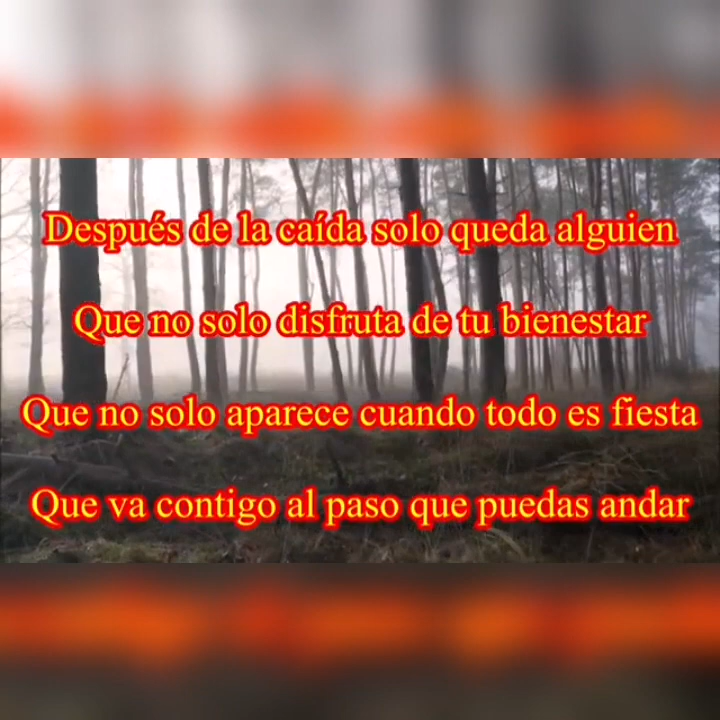 Después de la caída solo queda alguien
Que no solo disfruta de tu bienestar
Que no solo aparece cuando todo es fiesta
Que va contigo al paso que puedas andar